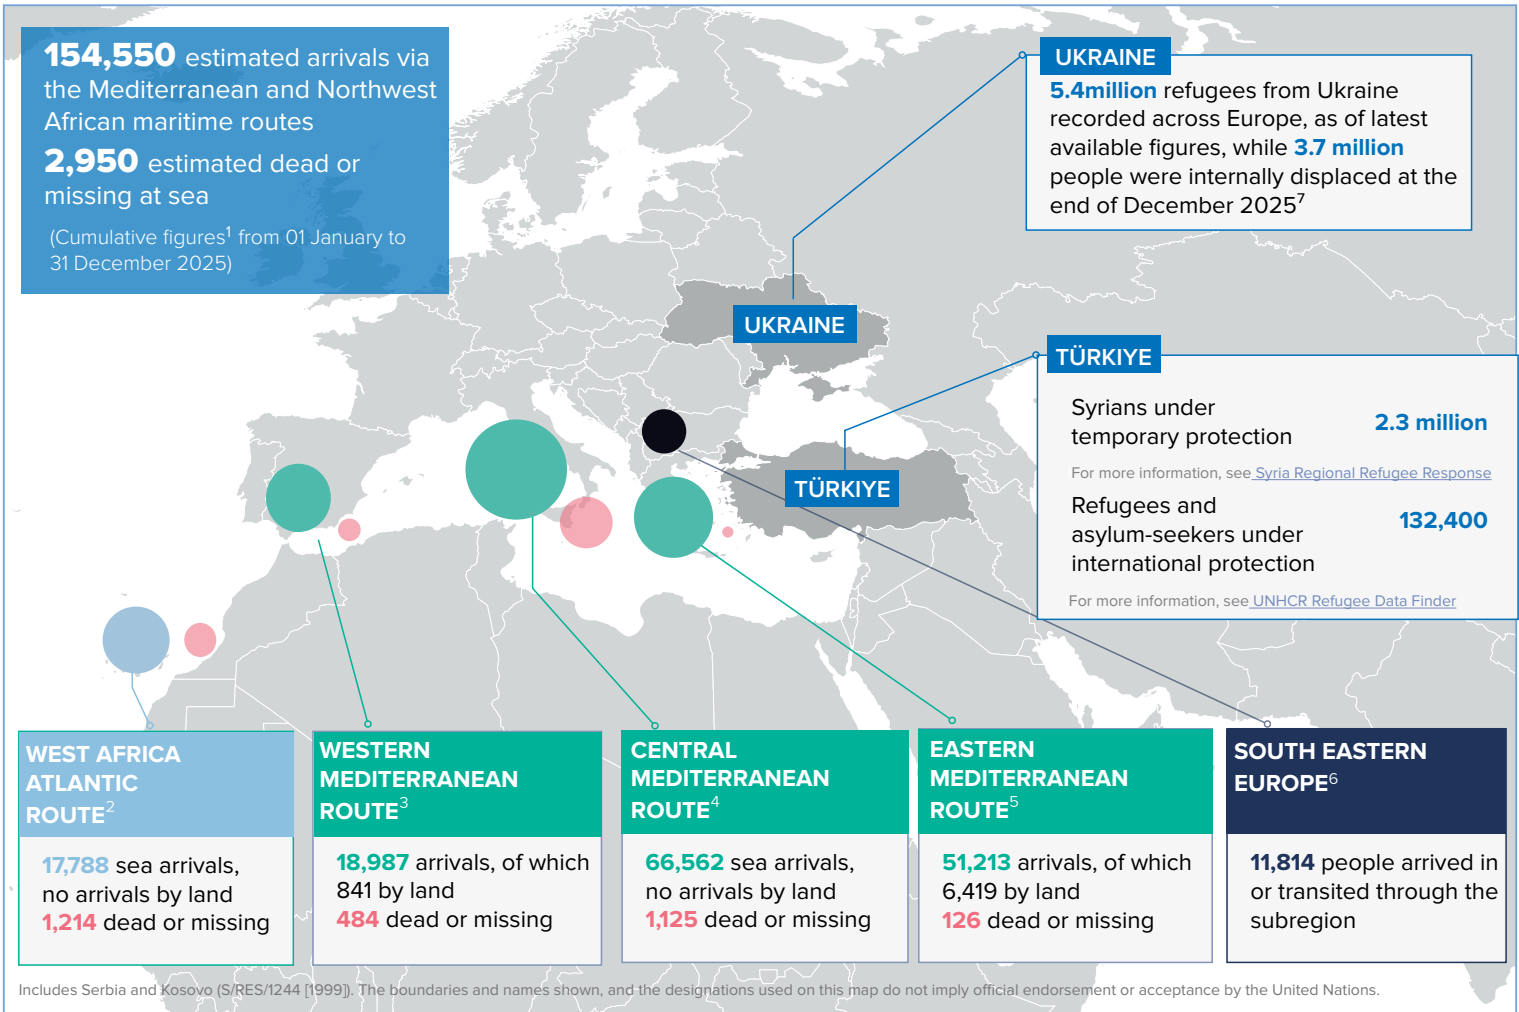 154,550 estimated arrivals via
the Mediterranean and Northwest
African maritime routes
2,950 estimated dead or
missing at sea
(Cumulative figures¹ from 01 January to
31 December 2025)
UKRAINE
5.4million refugees from Ukraine
recorded across Europe, as of latest
available figures, while 3.7 million
people were internally displaced at the
end of December 2025⁷
UKRAINE
TÜRKIYE
Syrians under
temporary protection
2.3 million
For more information, see Syria Regional Refugee Response
Refugees and
asylum-seekers under
international protection
132,400
For more information, see UNHCR Refugee Data Finder
TÜRKIYE
WEST AFRICA
ATLANTIC
ROUTE²
17,788 sea arrivals,
no arrivals by land
1,214 dead or missing
WESTERN
MEDITERRANEAN
ROUTE³
18,987 arrivals, of which
841 by land
484 dead or missing
CENTRAL
MEDITERRANEAN
ROUTE⁴
66,562 sea arrivals,
no arrivals by land
1,125 dead or missing
EASTERN
MEDITERRANEAN
ROUTE⁵
51,213 arrivals, of which
6,419 by land
126 dead or missing
SOUTH EASTERN
EUROPE⁶
11,814 people arrived in
or transited through the
subregion
Includes Serbia and Kosovo (S/RES/1244 [1999]). The boundaries and names shown, and the designations used on this map do not imply official endorsement or acceptance by the United Nations.